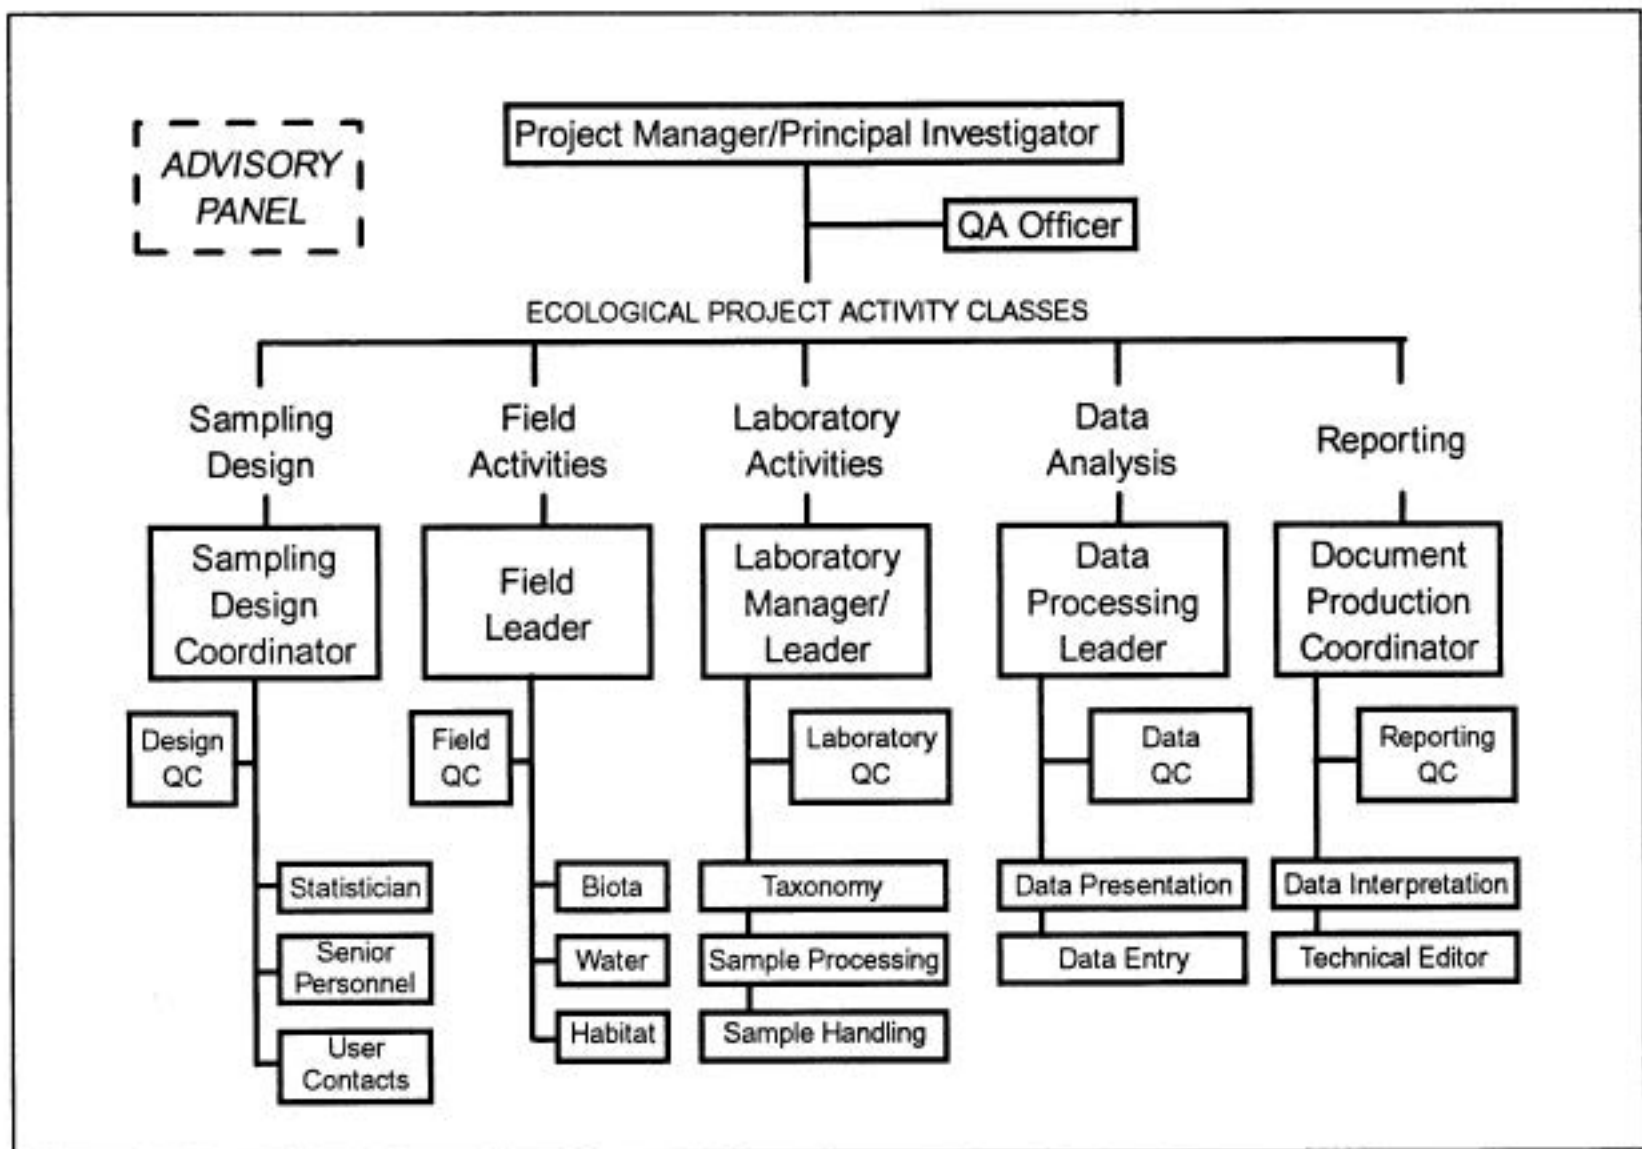 ADVISORY
PANEL
Project Manager/Principal Investigator
QA Officer
ECOLOGICAL PROJECT ACTIVITY CLASSES
Sampling
Design
Field
Activities
Laboratory
Activities
Data
Analysis
Reporting
Sampling
Design
Coordinator
Field
Leader
Laboratory
Manager/
Leader
Data
Processing
Leader
Document
Production
Coordinator
Design
QC
Field
QC
Laboratory
QC
Data
QC
Reporting
QC
Statistician
Senior
Personnel
User
Contacts
Biota
Water
Habitat
Taxonomy
Sample Processing
Sample Handling
Data Presentation
Data Entry
Data Interpretation
Technical Editor